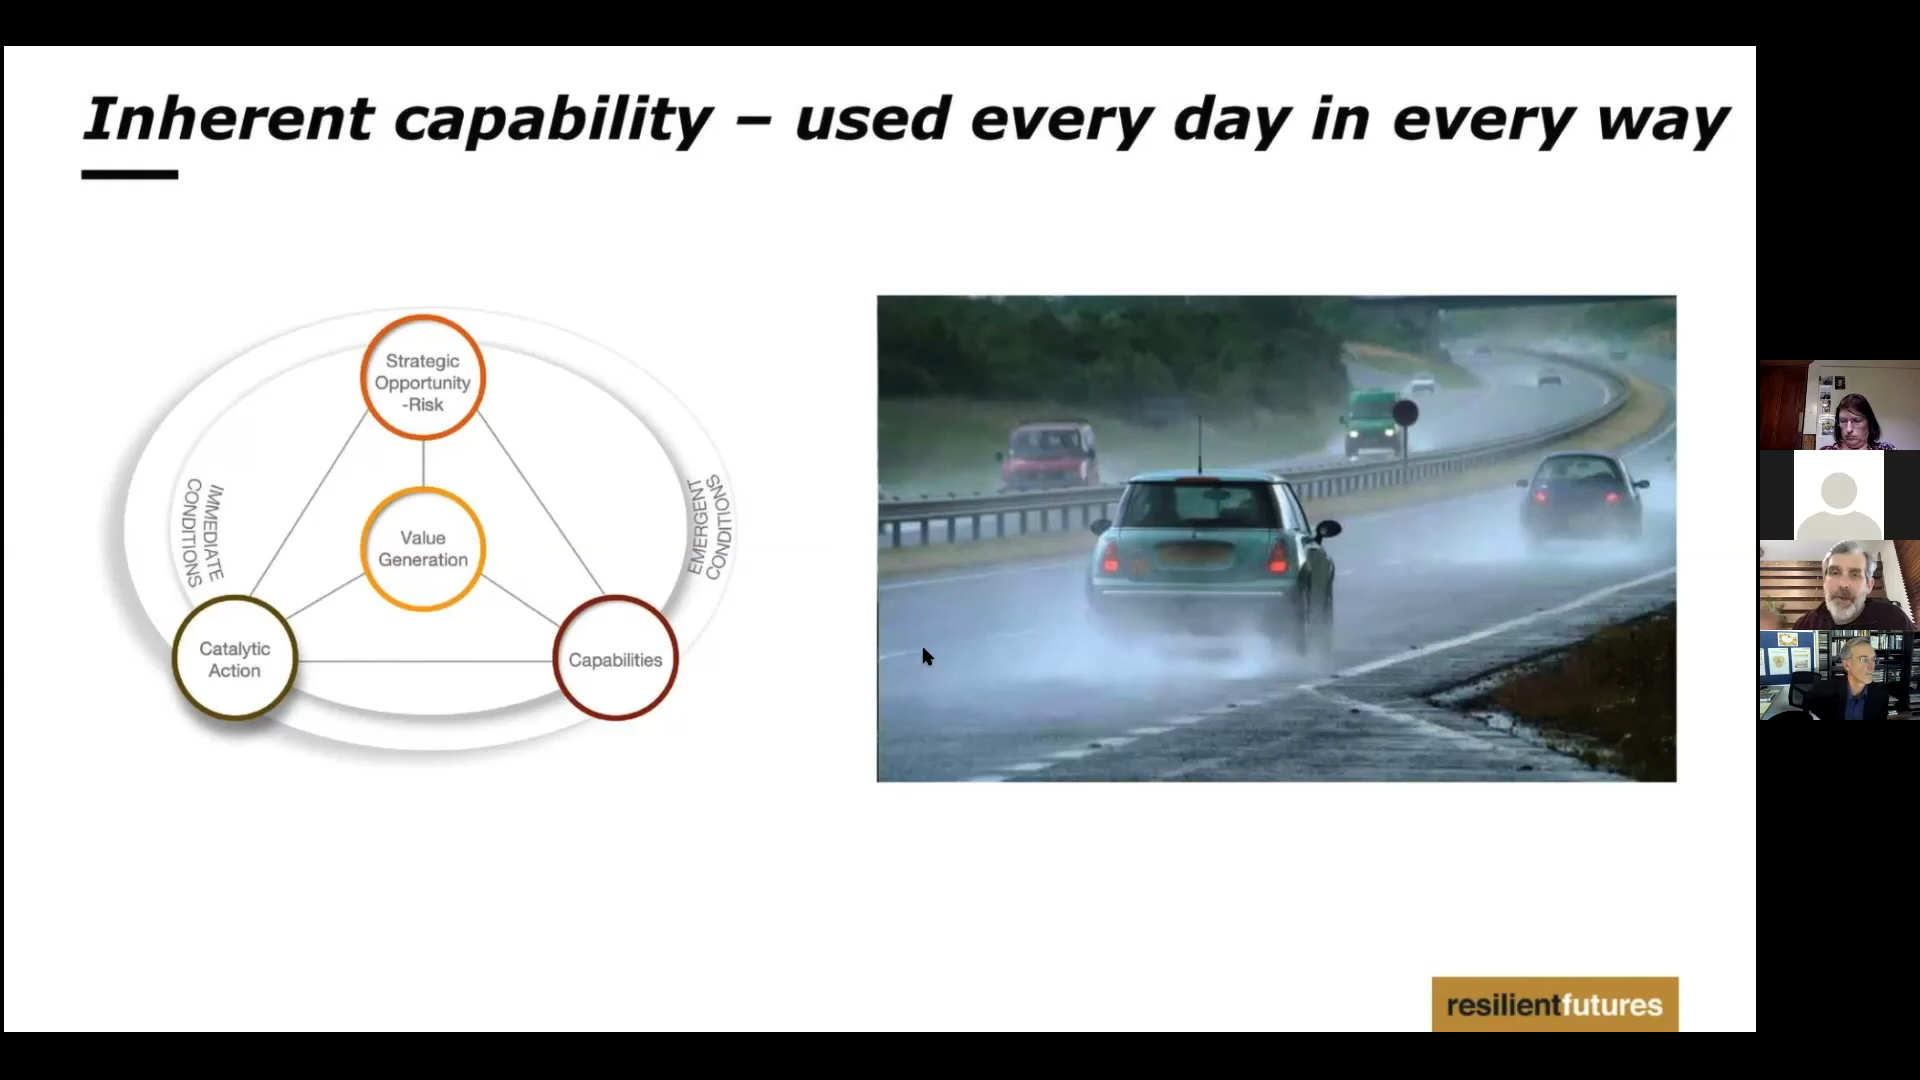 Inherent capability – used every day in every way
Strategic
Opportunity
-Risk
Value
Generation
IMMEDIATE
CONDITIONS
EMERGENT
CONDITIONS
Catalytic
Action
Capabilities
resilientfutures